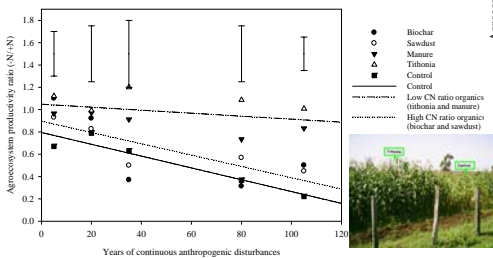 Agroecosystem productivity ratio (-N/+N)
1.8
1.6
1.4
1.2
1.0
0.8
0.6
0.4
0.2
0.0
0
20
40
60
80
100
120
Years of continuous anthropogenic disturbances
Biochar
Sawdust
Manure
Tithonia
Control
Control
Low CN ratio organics
(tithonia and manure)
High CN ratio organics
(biochar and sawdust)